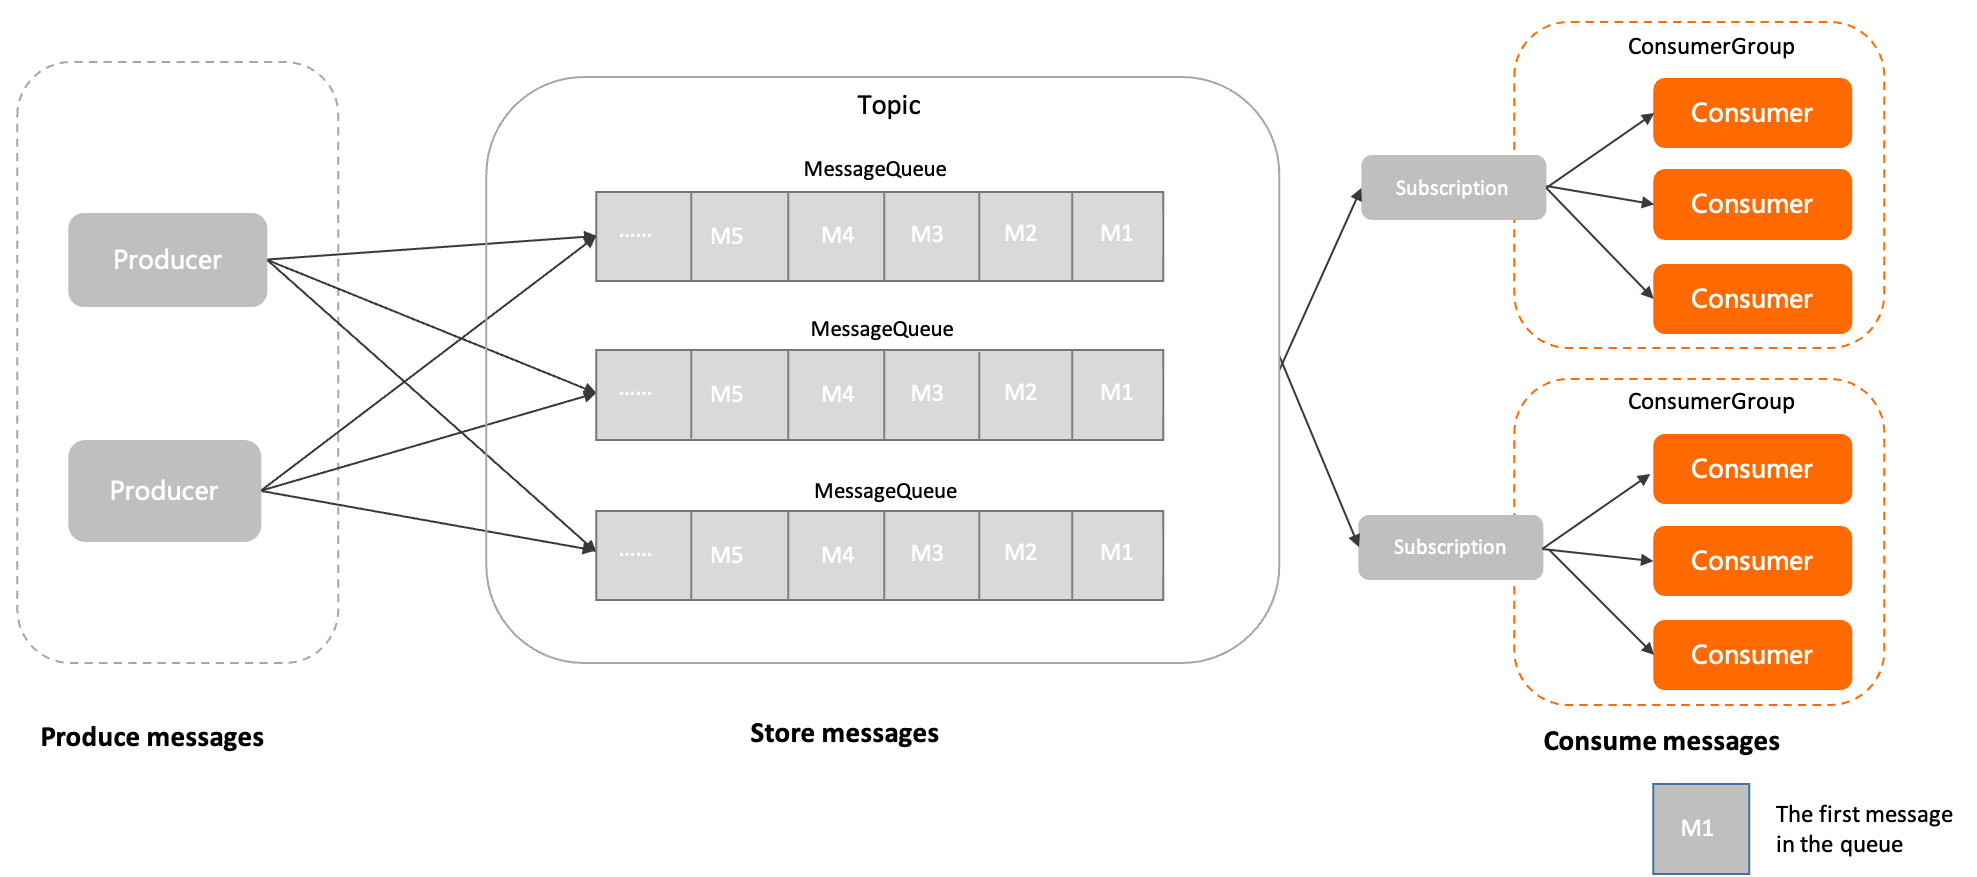 Producer
Producer
Produce messages
Topic
MessageQueue
...... M5 M4 M3 M2 M1
MessageQueue
...... M5 M4 M3 M2 M1
MessageQueue
...... M5 M4 M3 M2 M1
Store messages
Subscription
ConsumerGroup
Consumer
Consumer
Consumer
Subscription
ConsumerGroup
Consumer
Consumer
Consumer
Consume messages
M1
The first message
in the queue